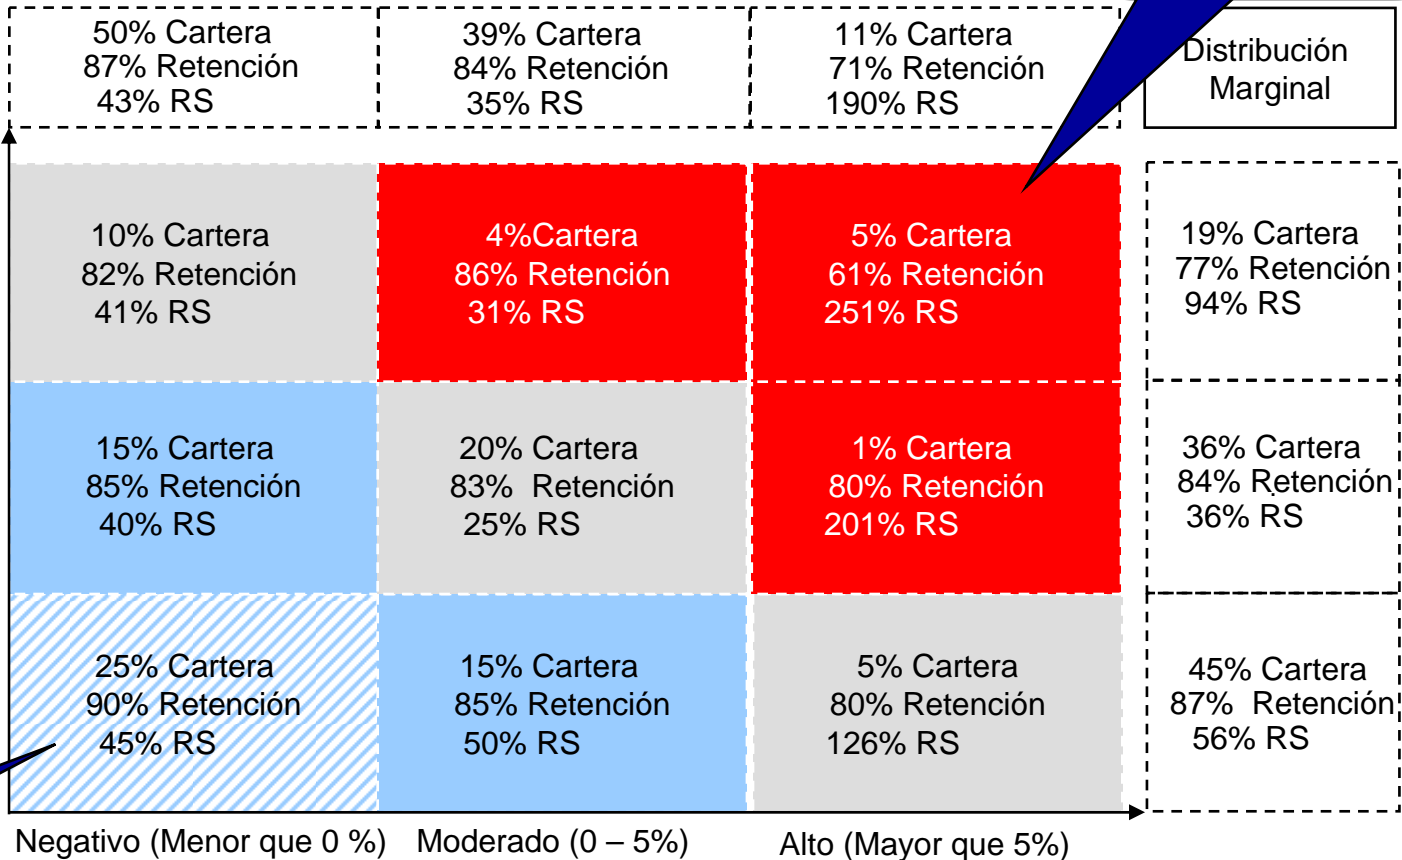 50% Cartera
87% Retención
43% RS
39% Cartera
84% Retención
35% RS
11% Cartera
71% Retención
190% RS
Distribución
Marginal
10% Cartera
82% Retención
41% RS
4%Cartera
86% Retención
31% RS
5% Cartera
61% Retención
251% RS
19% Cartera
77% Retención
94% RS
15% Cartera
85% Retención
40% RS
20% Cartera
83% Retención
25% RS
1% Cartera
80% Retención
201% RS
36% Cartera
84% Retención
36% RS
25% Cartera
90% Retención
45% RS
15% Cartera
85% Retención
50% RS
5% Cartera
80% Retención
126% RS
45% Cartera
87% Retención
56% RS
Negativo (Menor que 0 %)
Moderado (0 – 5%)
Alto (Mayor que 5%)